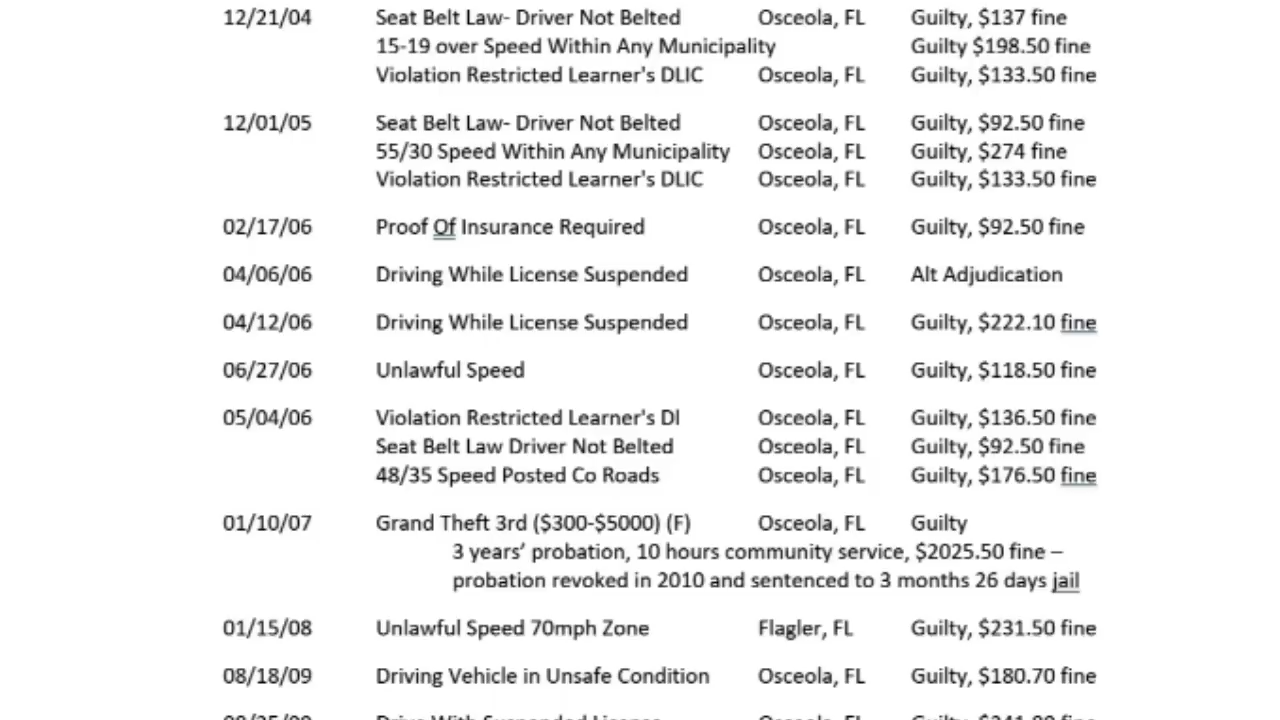 12/21/04 Seat Belt Law- Driver Not Belted Osceola, FL Guilty, $137 fine
15-19 over Speed Within Any Municipality Guilty $198.50 fine
Violation Restricted Learner's DLIC Osceola, FL Guilty, $133.50 fine
12/01/05 Seat Belt Law- Driver Not Belted Osceola, FL Guilty, $92.50 fine
55/30 Speed Within Any Municipality Osceola, FL Guilty, $274 fine
Violation Restricted Learner's DLIC Osceola, FL Guilty, $133.50 fine
02/17/06 Proof Of Insurance Required Osceola, FL Guilty, $92.50 fine
04/06/06 Driving While License Suspended Osceola, FL Alt Adjudication
04/12/06 Driving While License Suspended Osceola, FL Guilty, $222.10 fine
06/27/06 Unlawful Speed Osceola, FL Guilty, $118.50 fine
05/04/06 Violation Restricted Learner's Dl Osceola, FL Guilty, $136.50 fine
Seat Belt Law Driver Not Belted Osceola, FL Guilty, $92.50 fine
48/35 Speed Posted Co Roads Osceola, FL Guilty, $176.50 fine
01/10/07 Grand Theft 3rd ($300-$5000) (F) Osceola, FL Guilty
3 years’ probation, 10 hours community service, $2025.50 fine –
probation revoked in 2010 and sentenced to 3 months 26 days jail
01/15/08 Unlawful Speed 70mph Zone Flagler, FL Guilty, $231.50 fine
08/18/09 Driving Vehicle in Unsafe Condition Osceola, FL Guilty, $180.70 fine
Drive With Suspended License Osceola, FL Guilty, fine